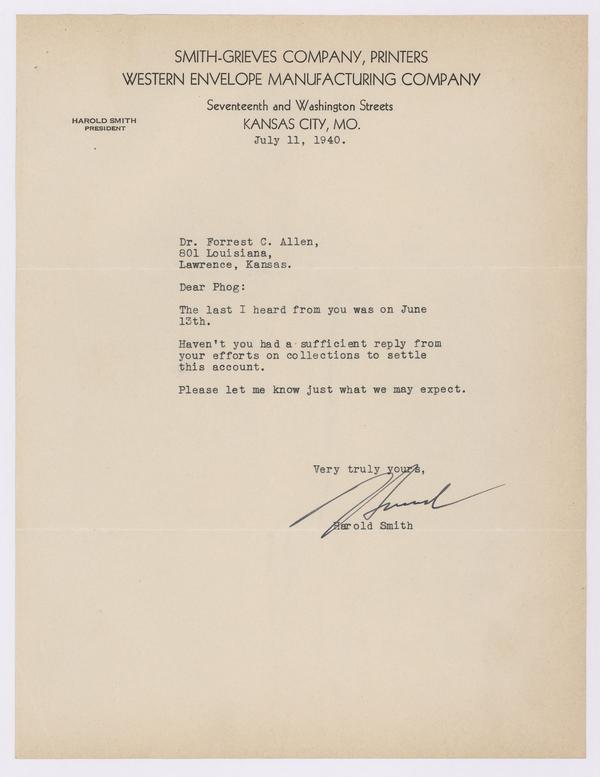 SMITH-GRIEVES COMPANY, PRINTERS
WESTERN ENVELOPE MANUFACTURING COMPANY
Seventeenth and Washington Streets
KANSAS CITY, MO.
HAROLD SMITH
PRESIDENT
July 11, 1940.
Dr. Forrest C. Allen,
801 Louisiana,
Lawrence, Kansas.
Dear Phog:
The last I heard from you was on June
13th.
Haven't you had a sufficient reply from
your efforts on collections to settle
this account.
Please let me know just what we may expect.
Very truly yours,
Harold Smith